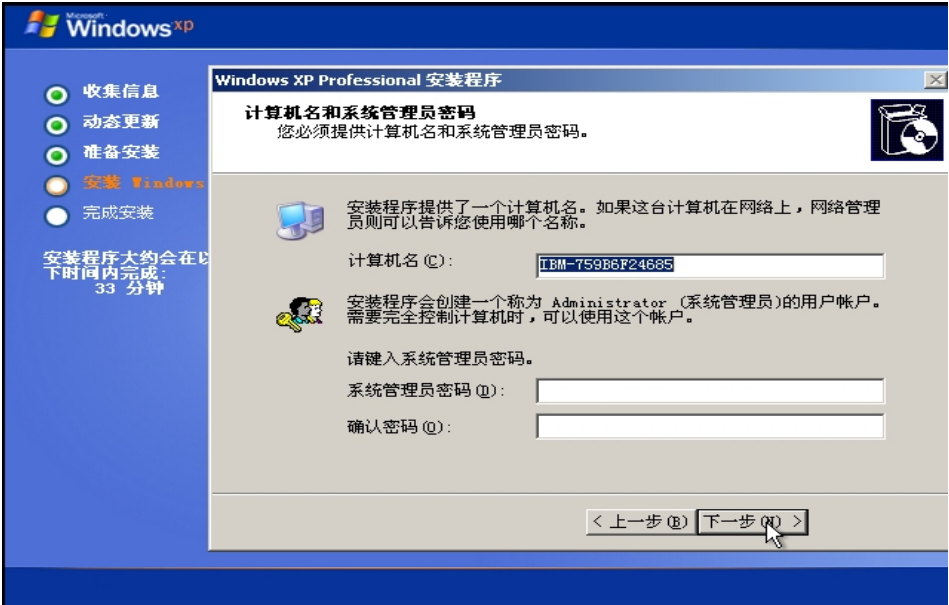 Microsoft
Windows xp
收集信息
动态更新
准备安装
安装 Windows
完成安装
安装程序大约会在以
下时间内完成:
33 分钟
Windows XP Professional 安装程序
计算机名和系统管理员密码
您必须提供计算机名和系统管理员密码。
安装程序提供了一个计算机名。如果这台计算机在网络上，网络管理
员则可以告诉您使用哪个名称。
计算机名(C): IBM-759B6F24685
安装程序会创建一个称为 Administrator (系统管理员)的用户帐户。
需要完全控制计算机时，可以使用这个帐户。
请键入系统管理员密码。
系统管理员密码(D):
确认密码(O):
< 上一步(B) 下一步(N) >